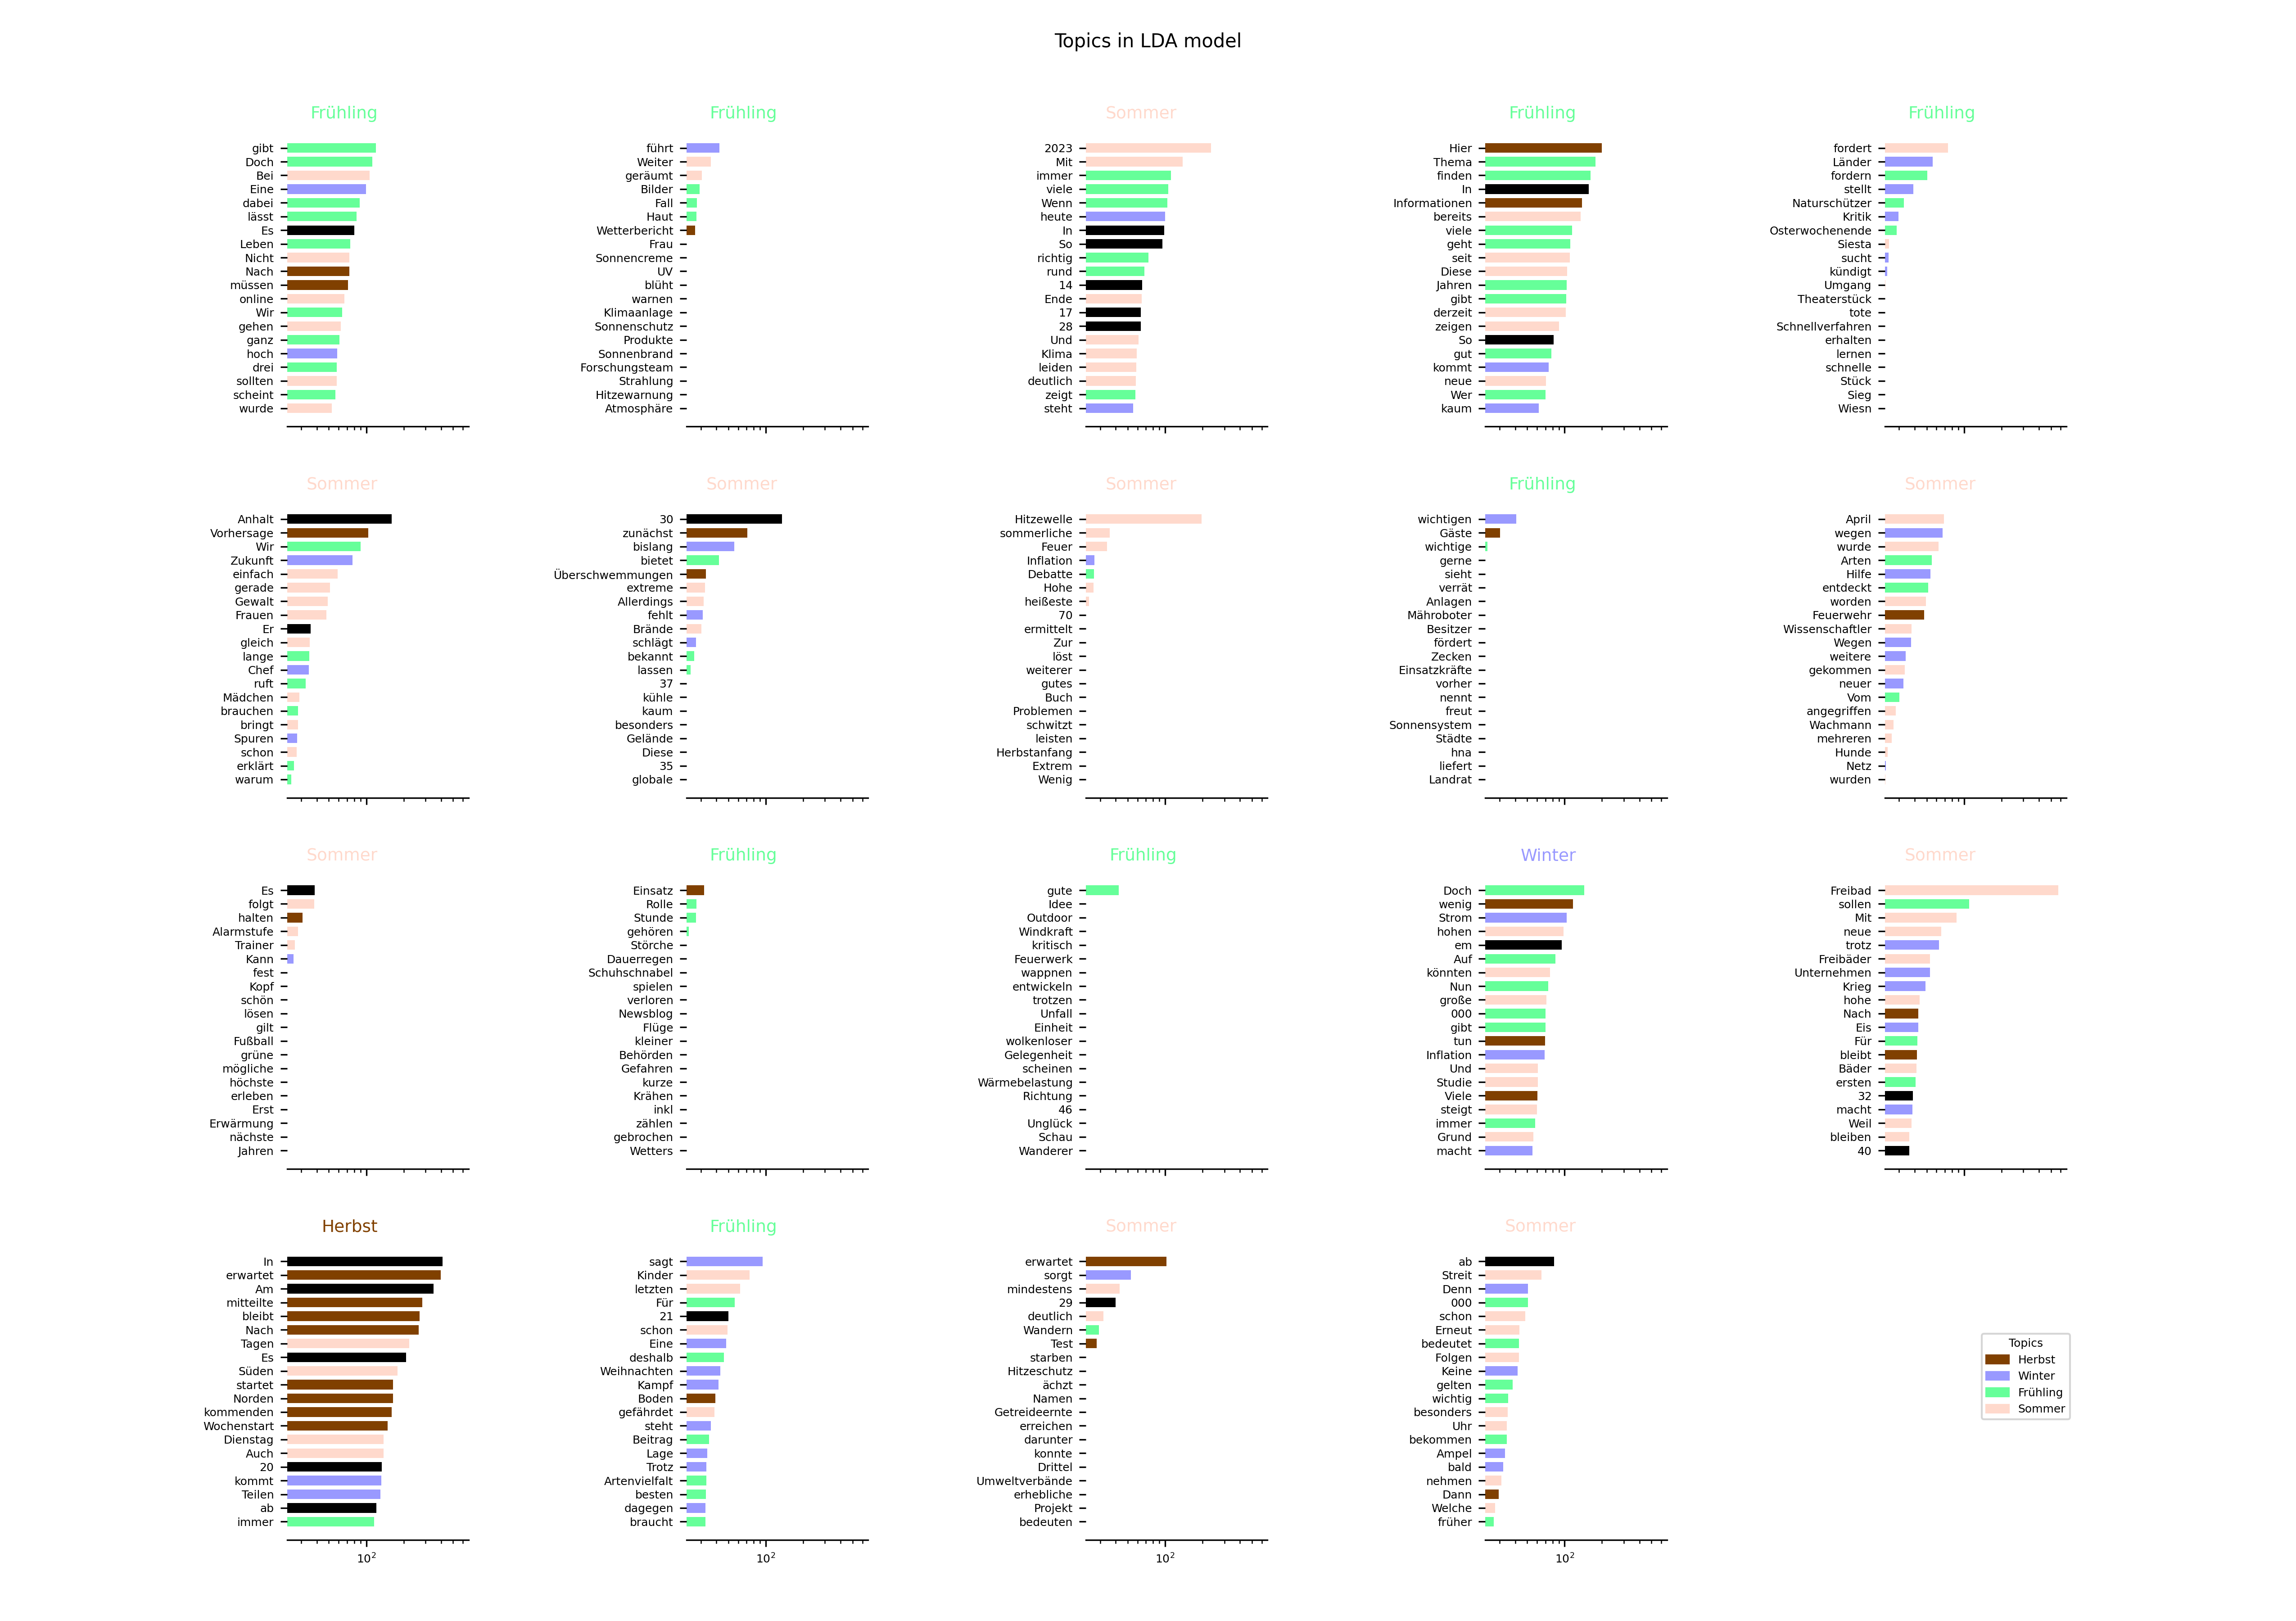 Topics in LDA model
Frühling
gibt
Doch
Bei
Eine
dabei
lässt
Es
Leben
Nicht
Nach
müssen
online
Wir
gehen
ganz
hoch
drei
sollten
scheint
wurde
Frühling
führt
Weiter
geräumt
Bilder
Fall
Haut
Wetterbericht
Frau
Sonnencreme
UV
blüht
warnen
Klimaanlage
Sonnenschutz
Produkte
Sonnenbrand
Forschungsteam
Strahlung
Hitzewarnung
Atmosphäre
Sommer
2023
Mit
immer
viele
Wenn
heute
In
So
richtig
rund
14
Ende
17
28
Und
Klima
leiden
deutlich
zeigt
steht
Frühling
Hier
Thema
finden
In
Informationen
bereits
viele
geht
seit
Diese
Jahren
gibt
derzeit
zeigen
So
gut
kommt
neue
Wer
kaum
Frühling
fordert
Länder
fordern
stellt
Naturschützer
Kritik
Osterwochenende
Siesta
sucht
kündigt
Umgang
Theaterstück
tote
Schnellverfahren
erhalten
lernen
schnelle
Stück
Sieg
Wiesn
Sommer
Anhalt
Vorhersage
Wir
Zukunft
einfach
gerade
Gewalt
Frauen
Er
gleich
lange
Chef
ruft
Mädchen
brauchen
bringt
Spuren
schon
erklärt
warum
Sommer
30
zunächst
bislang
bietet
Überschwemmungen
extreme
Allerdings
fehlt
Brände
schlägt
bekannt
lassen
37
kühle
kaum
besonders
Gelände
Diese
35
globale
Sommer
Hitzewelle
sommerliche
Feuer
Inflation
Debatte
Hohe
heißeste
70
ermittelt
Zur
löst
weiterer
gutes
Buch
Problemen
schwitzt
leisten
Herbstanfang
Extrem
Wenig
Frühling
wichtigen
Gäste
wichtige
gerne
sieht
verrät
Anlagen
Mähroboter
Besitzer
fördert
Zecken
Einsatzkräfte
vorher
nennt
freut
Sonnensystem
Städte
hna
liefert
Landrat
Sommer
April
wegen
wurde
Arten
Hilfe
entdeckt
worden
Feuerwehr
Wissenschaftler
Wegen
weitere
gekommen
neuer
Vom
angegriffen
Wachmann
mehreren
Hunde
Netz
wurden
Sommer
Es
folgt
halten
Alarmstufe
Trainer
Kann
fest
Kopf
schön
lösen
gilt
Fußball
grüne
mögliche
höchste
erleben
Erst
Erwärmung
nächste
Jahren
Frühling
Einsatz
Rolle
Stunde
gehören
Störche
Dauerregen
Schuhschnabel
spielen
verloren
Newsblog
Flüge
kleiner
Behörden
Gefahren
kurze
Krähen
inkl
zählen
gebrochen
Wetters
Frühling
gute
Idee
Outdoor
Windkraft
kritisch
Feuerwerk
wappnen
entwickeln
trotzen
Unfall
Einheit
wolkenloser
Gelegenheit
scheinen
Wärmebelastung
Richtung
46
Unglück
Schau
Wanderer
Winter
Doch
wenig
Strom
hohen
em
Auf
könnten
Nun
große
000
gibt
tun
Inflation
Und
Studie
Viele
steigt
immer
Grund
macht
Sommer
Freibad
sollen
Mit
neue
trotz
Freibäder
Unternehmen
Krieg
hohe
Nach
Eis
Für
bleibt
Bäder
ersten
32
macht
Weil
bleiben
40
Herbst
In
erwartet
Am
mitteilte
bleibt
Nach
Tagen
Es
Süden
startet
Norden
kommenden
Wochenstart
Dienstag
Auch
20
kommt
Teilen
ab
immer
10²
Frühling
sagt
Kinder
letzten
Für
21
schon
Eine
deshalb
Weihnachten
Kampf
Boden
gefährdet
steht
Beitrag
Lage
Trotz
Artenvielfalt
besten
dagegen
braucht
10²
Sommer
erwartet
sorgt
mindestens
29
deutlich
Wandern
Test
starben
Hitzeschutz
ächzt
Namen
Getreideernte
erreichen
darunter
konnte
Drittel
Umweltverbände
erhebliche
Projekt
bedeuten
10²
Sommer
ab
Streit
Denn
000
schon
Erneut
bedeutet
Folgen
Keine
gelten
wichtig
besonders
Uhr
bekommen
Ampel
bald
nehmen
Dann
Welche
früher
10²
Topics
Herbst
Winter
Frühling
Sommer